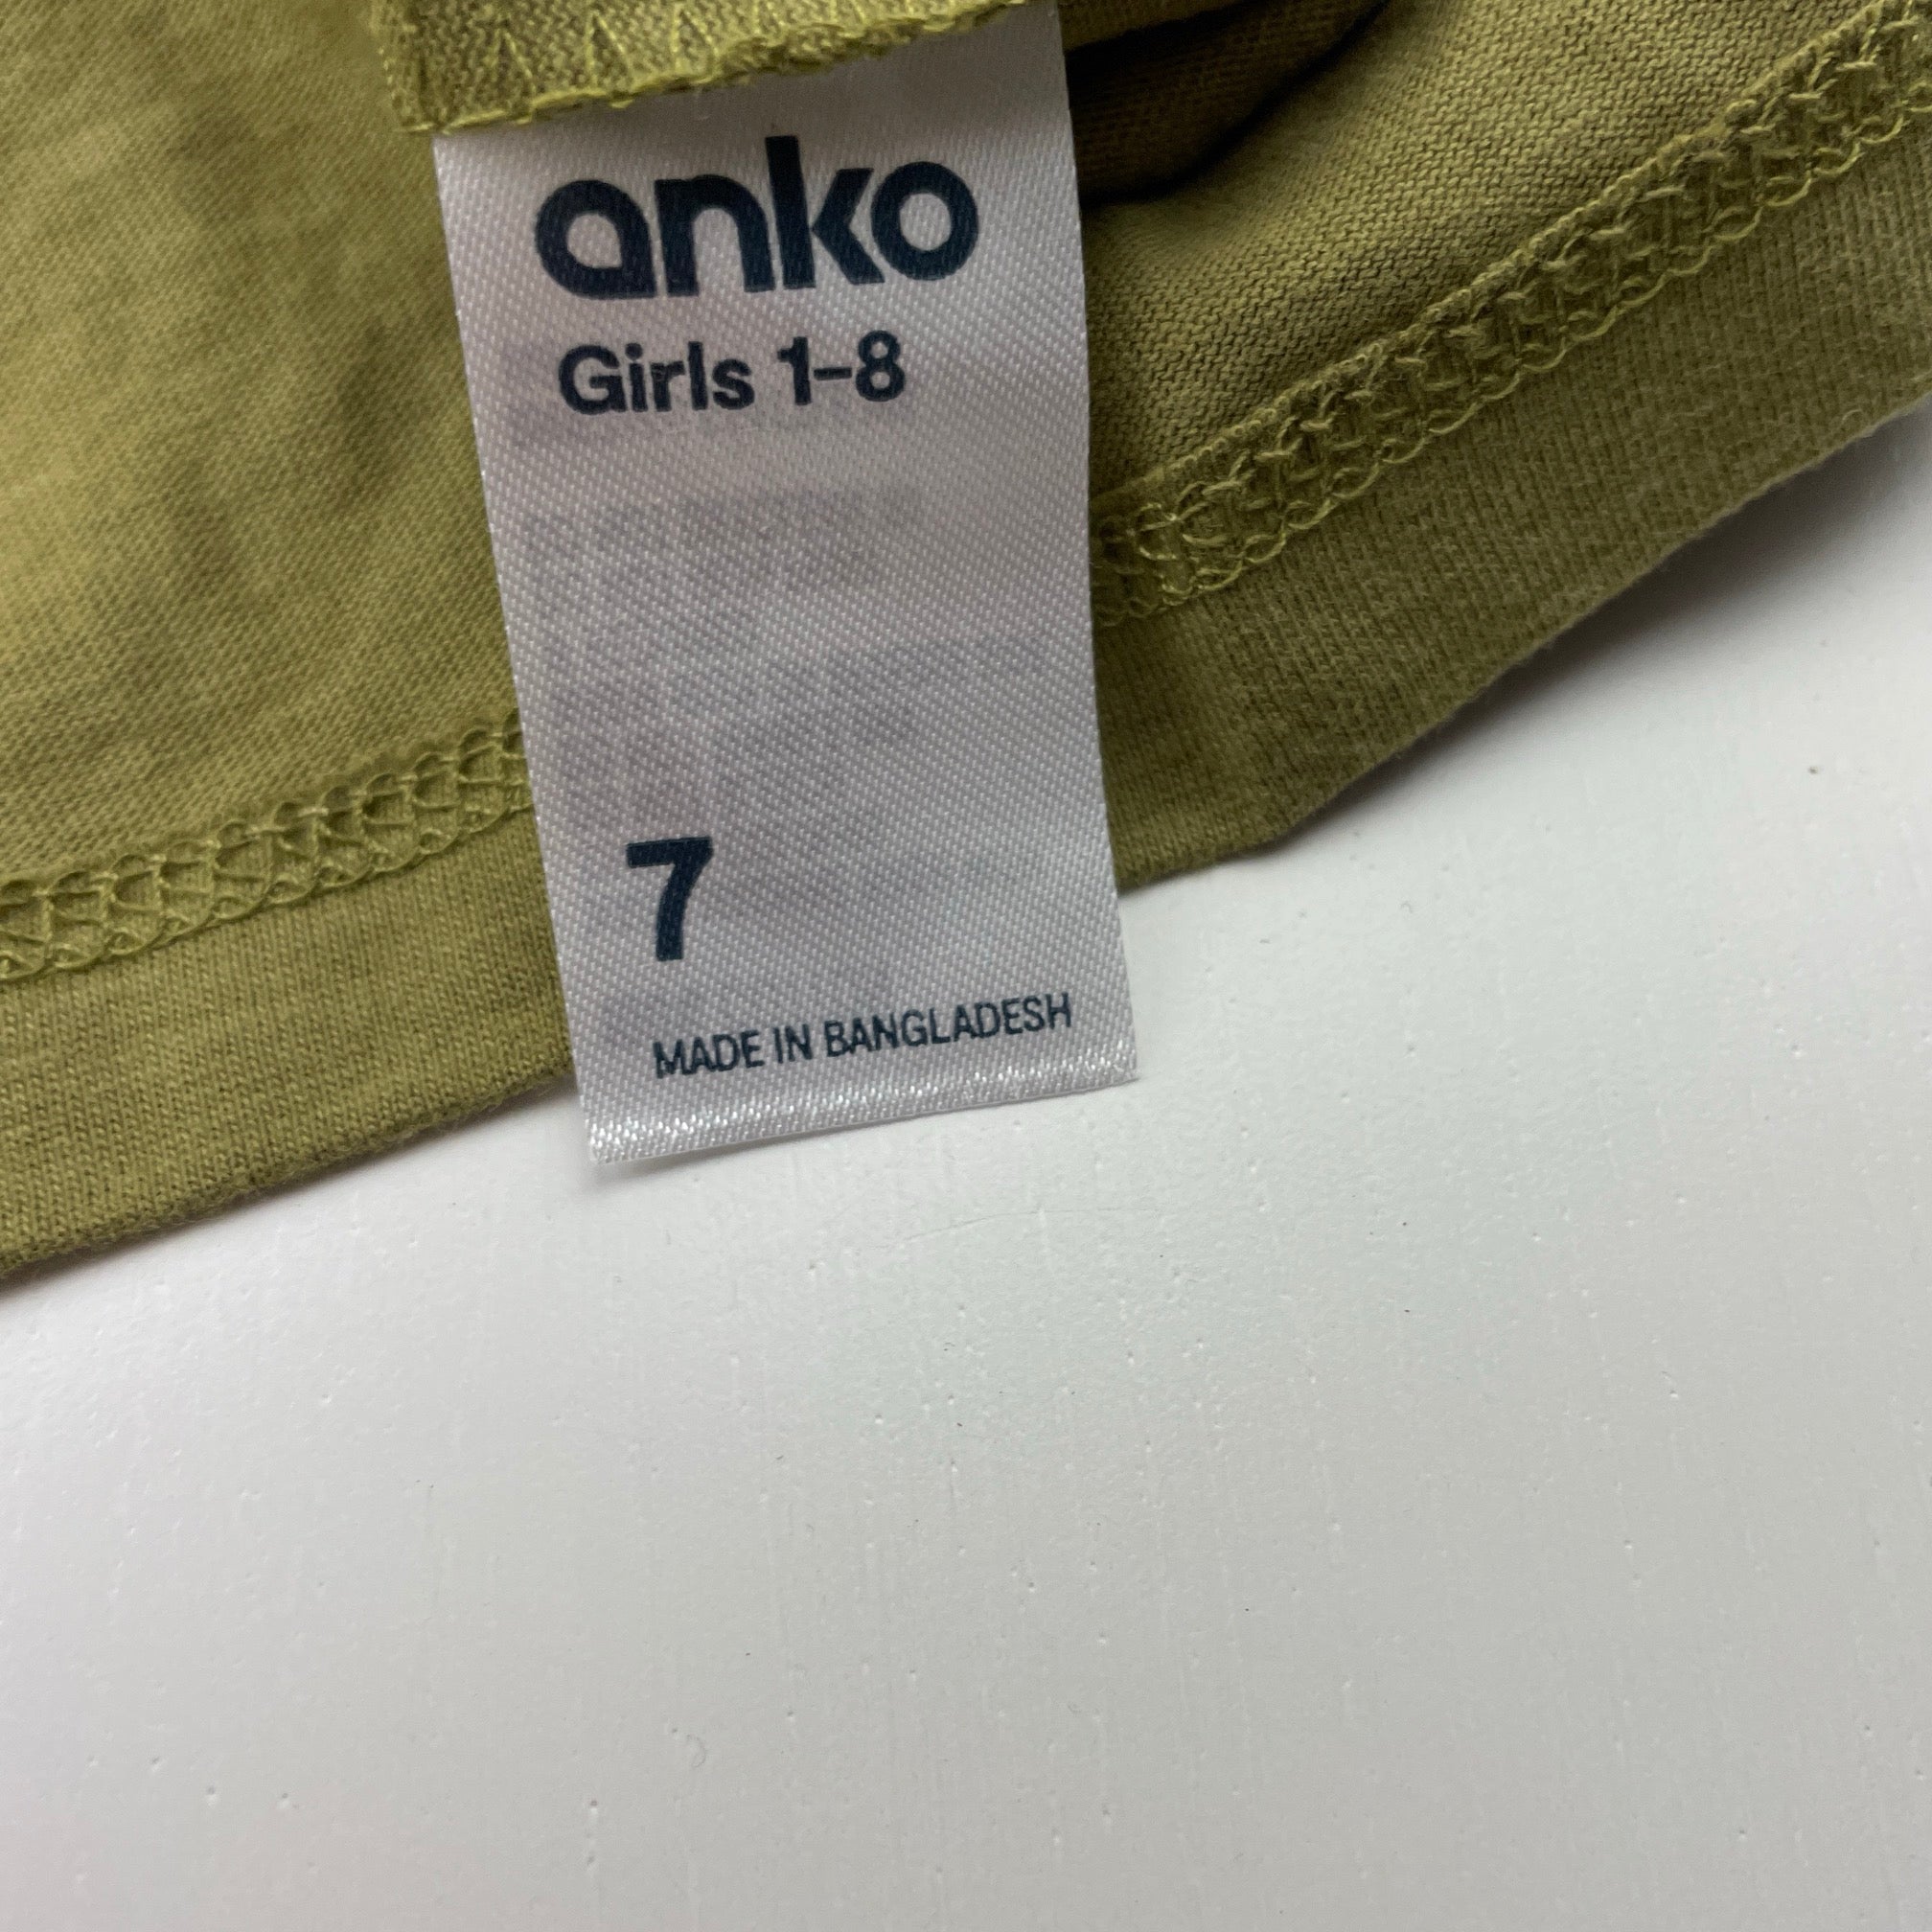 anko
Girls 1-8
7
MADE IN BANGLADESH